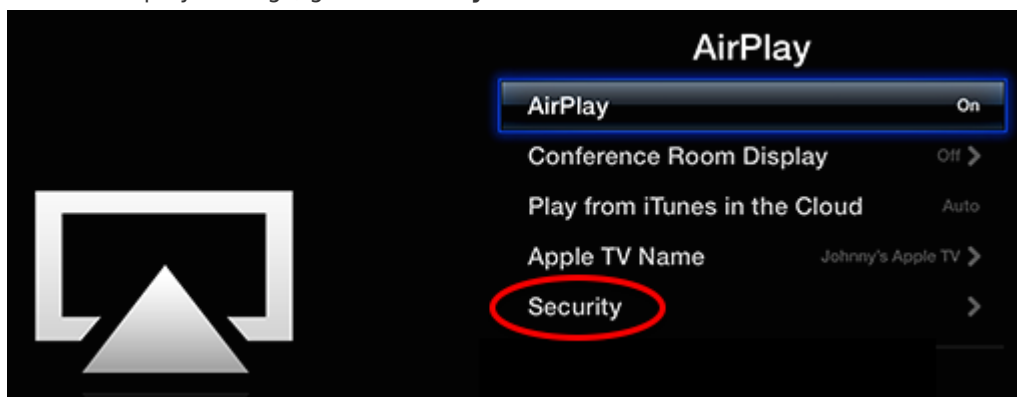 AirPlay
AirPlay On
Conference Room Display Off
Play from iTunes in the Cloud Auto
Apple TV Name Johnny's Apple TV
Security